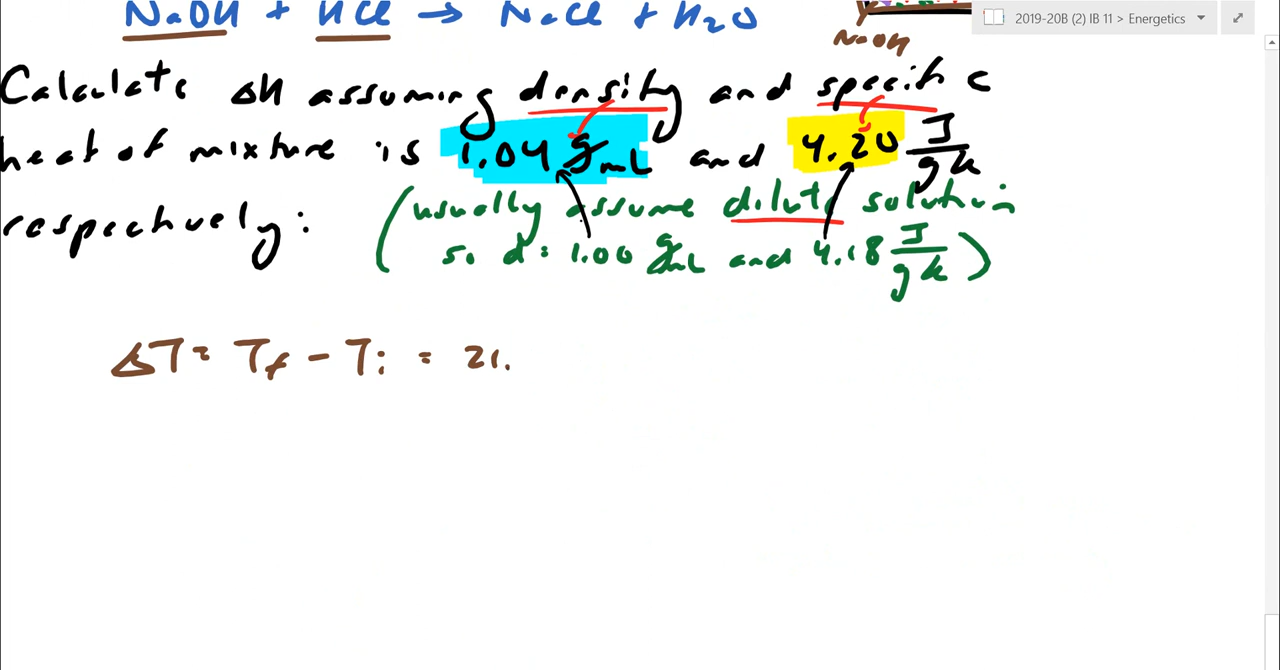 NaOH + HCl → NaCl + H2O
NaOH
2019-20B (2) IB 11 > Energetics
Calculate ΔH assuming density and specific
heat of mixture is 1.04 g/mL and 4.20 J/gK
respectively:
(usually assume dilute solution
so d = 1.00 g/mL and 4.18 J/gK)
ΔT = Tf - Ti = 21.